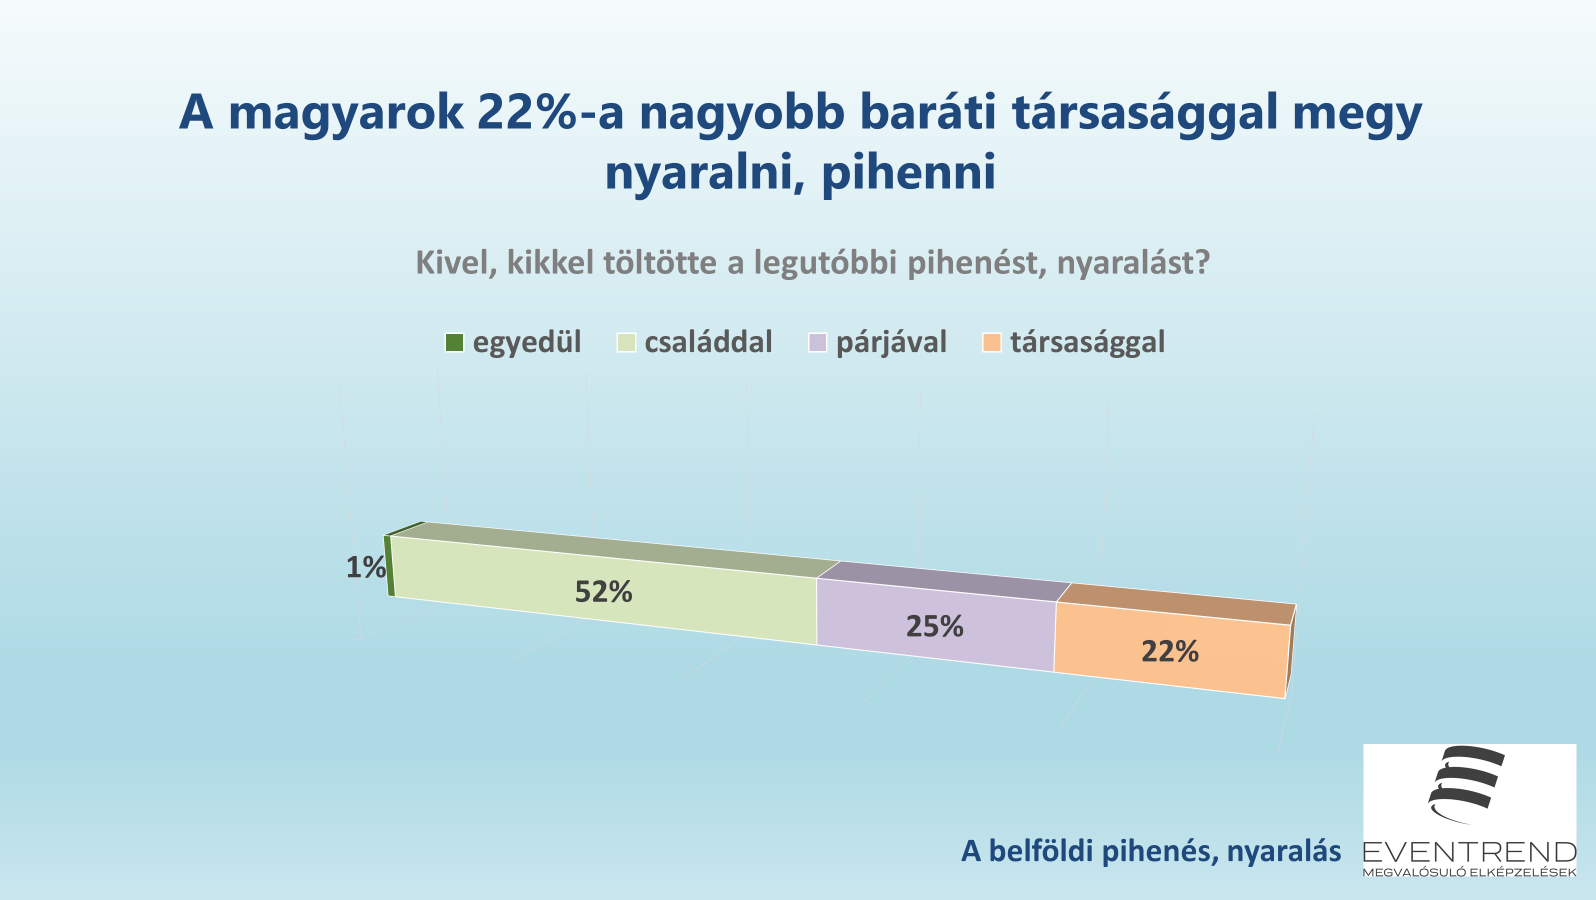 A magyarok 22%-a nagyobb baráti társasággal megy
nyaralni, pihenni
Kivel, kikkel töltötte a legutóbbi pihenést, nyaralást?
egyedül családdal párjával társasággal
1%
52%
25%
22%
A belföldi pihenés, nyaralás
EVENTREND
MEGVALÓSULÓ ELKÉPZELÉSEK